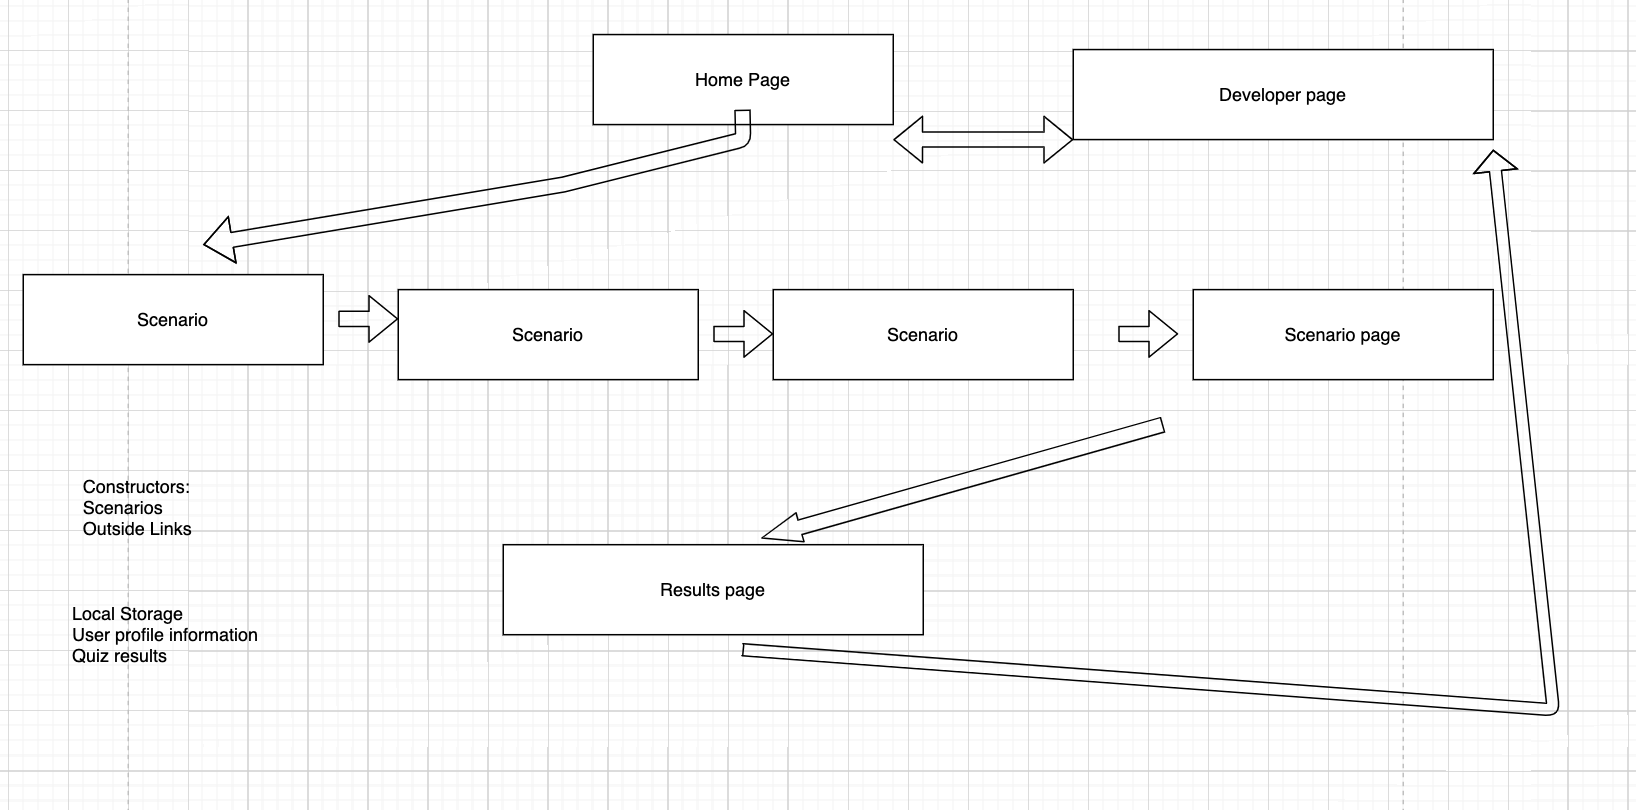 Home Page
Developer page
Scenario
Scenario
Scenario
Scenario page
Constructors:
Scenarios
Outside Links
Results page
Local Storage
User profile information
Quiz results